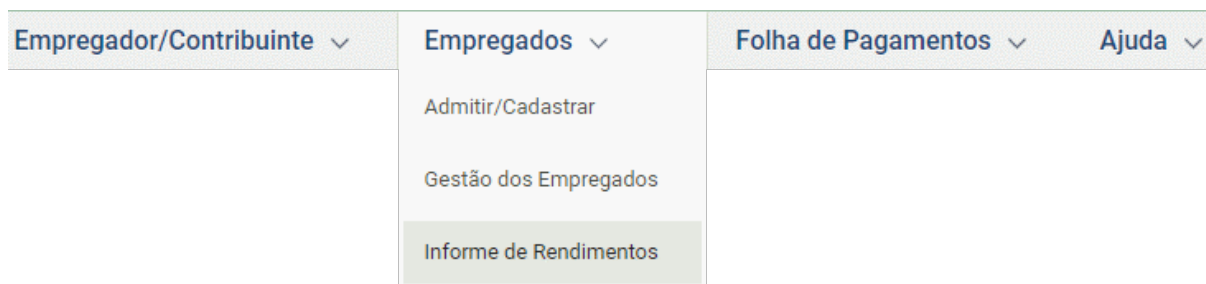 Empregador/Contribuinte Empregados Folha de Pagamentos Ajuda
Admitir/Cadastrar
Gestão dos Empregados
Informe de Rendimentos